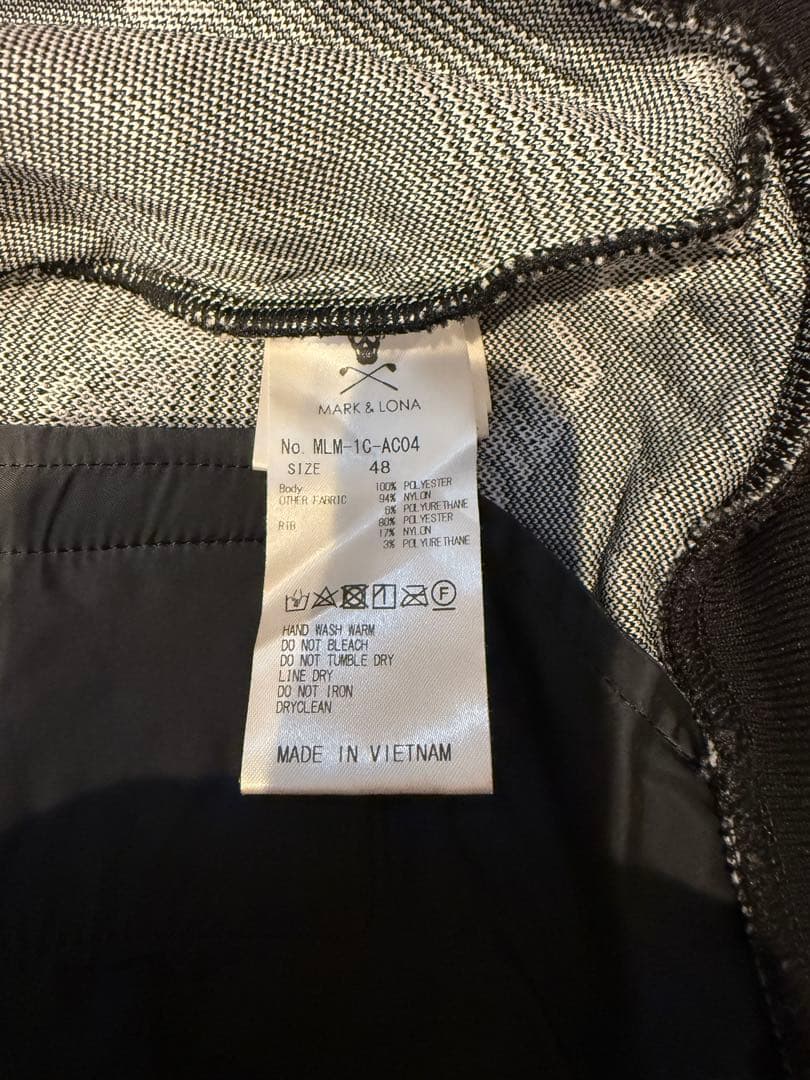 MARK & LONA
No. MLM-1C-AC04
SIZE 48
Body 100% POLYESTER
OTHER FABRIC 94% NYLON
6% POLYURETHANE
RIB 80% POLYESTER
17% NYLON
3% POLYURETHANE
F
HAND WASH WARM
DO NOT BLEACH
DO NOT TUMBLE DRY
LINE DRY
DO NOT IRON
DRYCLEAN
MADE IN VIETNAM